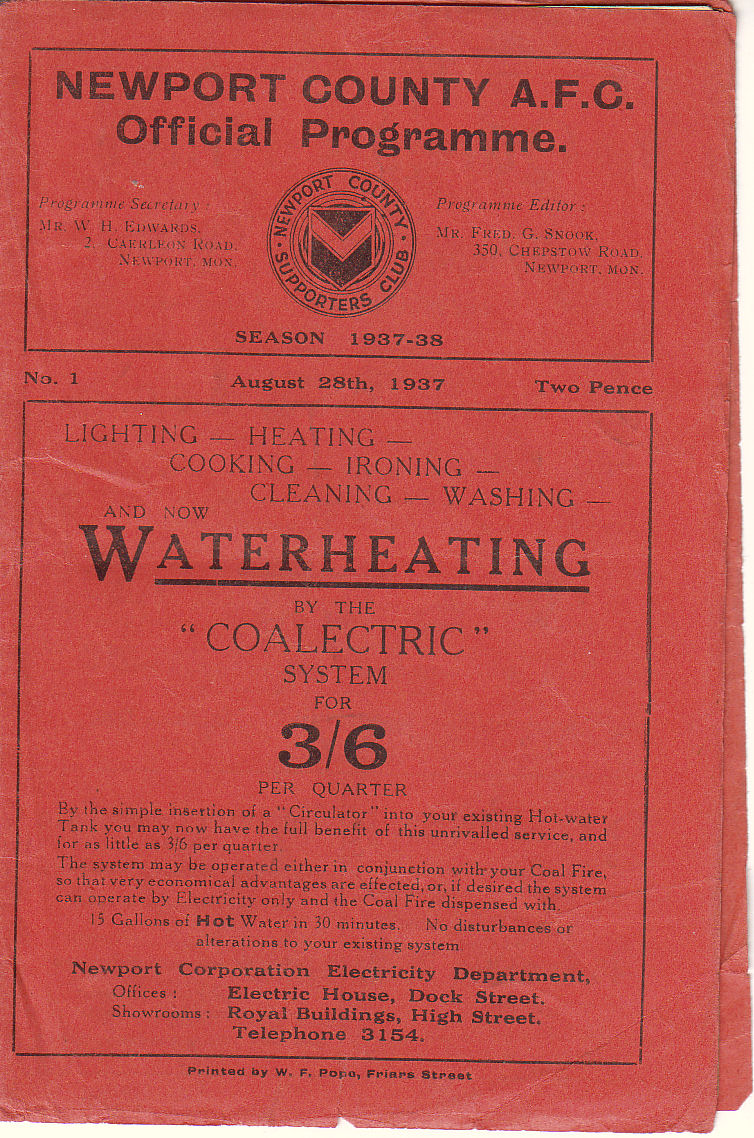 NEWPORT COUNTY A.F.C.
Official Programme.
Programme Secretary :
MR. W. H. EDWARDS,
2, CAERLEON ROAD,
NEWPORT, MON.
NEWPORT COUNTY
SUPPORTERS CLUB
Programme Editor :
MR. FRED. G. SNOOK,
350, CHEPSTOW ROAD,
NEWPORT, MON.
SEASON 1937-38
No. 1 August 28th, 1937 Two Pence
LIGHTING — HEATING —
COOKING — IRONING —
CLEANING — WASHING —
AND NOW
WATERHEATING
BY THE
"COALECTRIC"
SYSTEM
FOR
3/6
PER QUARTER
By the simple insertion of a "Circulator" into your existing Hot-water
Tank you may now have the full benefit of this unrivalled service, and
for as little as 3/6 per quarter.
The system may be operated either in conjunction with your Coal Fire,
so that very economical advantages are effected, or, if desired the system
can operate by Electricity only and the Coal Fire dispensed with.
15 Gallons of Hot Water in 30 minutes. No disturbances or
alterations to your existing system.
Newport Corporation Electricity Department,
Offices : Electric House, Dock Street.
Showrooms : Royal Buildings, High Street.
Telephone 3154.
Printed by W. F. Pope, Friars Street